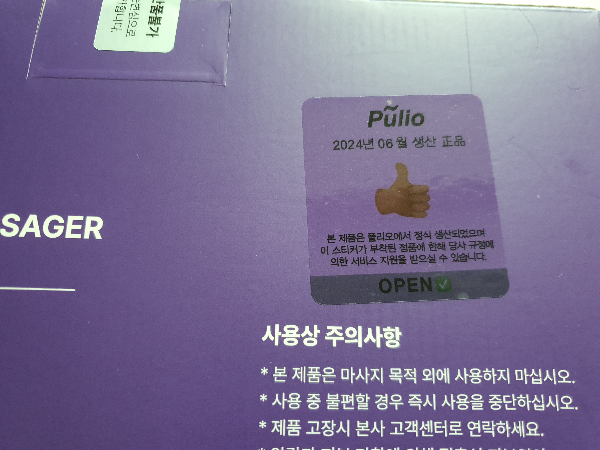 Pulio
2024년 06월 생산 正品
본 제품은 풀리오에서 정식 생산되었으며
이 스티커가 부착된 정품에 한해 당사 규정에
의한 서비스 지원을 받으실 수 있습니다.
OPEN
SAGER
사용상 주의사항
* 본 제품은 마사지 목적 외에 사용하지 마십시오.
* 사용 중 불편할 경우 즉시 사용을 중단하십시오.
* 제품 고장시 본사 고객센터로 연락하세요.